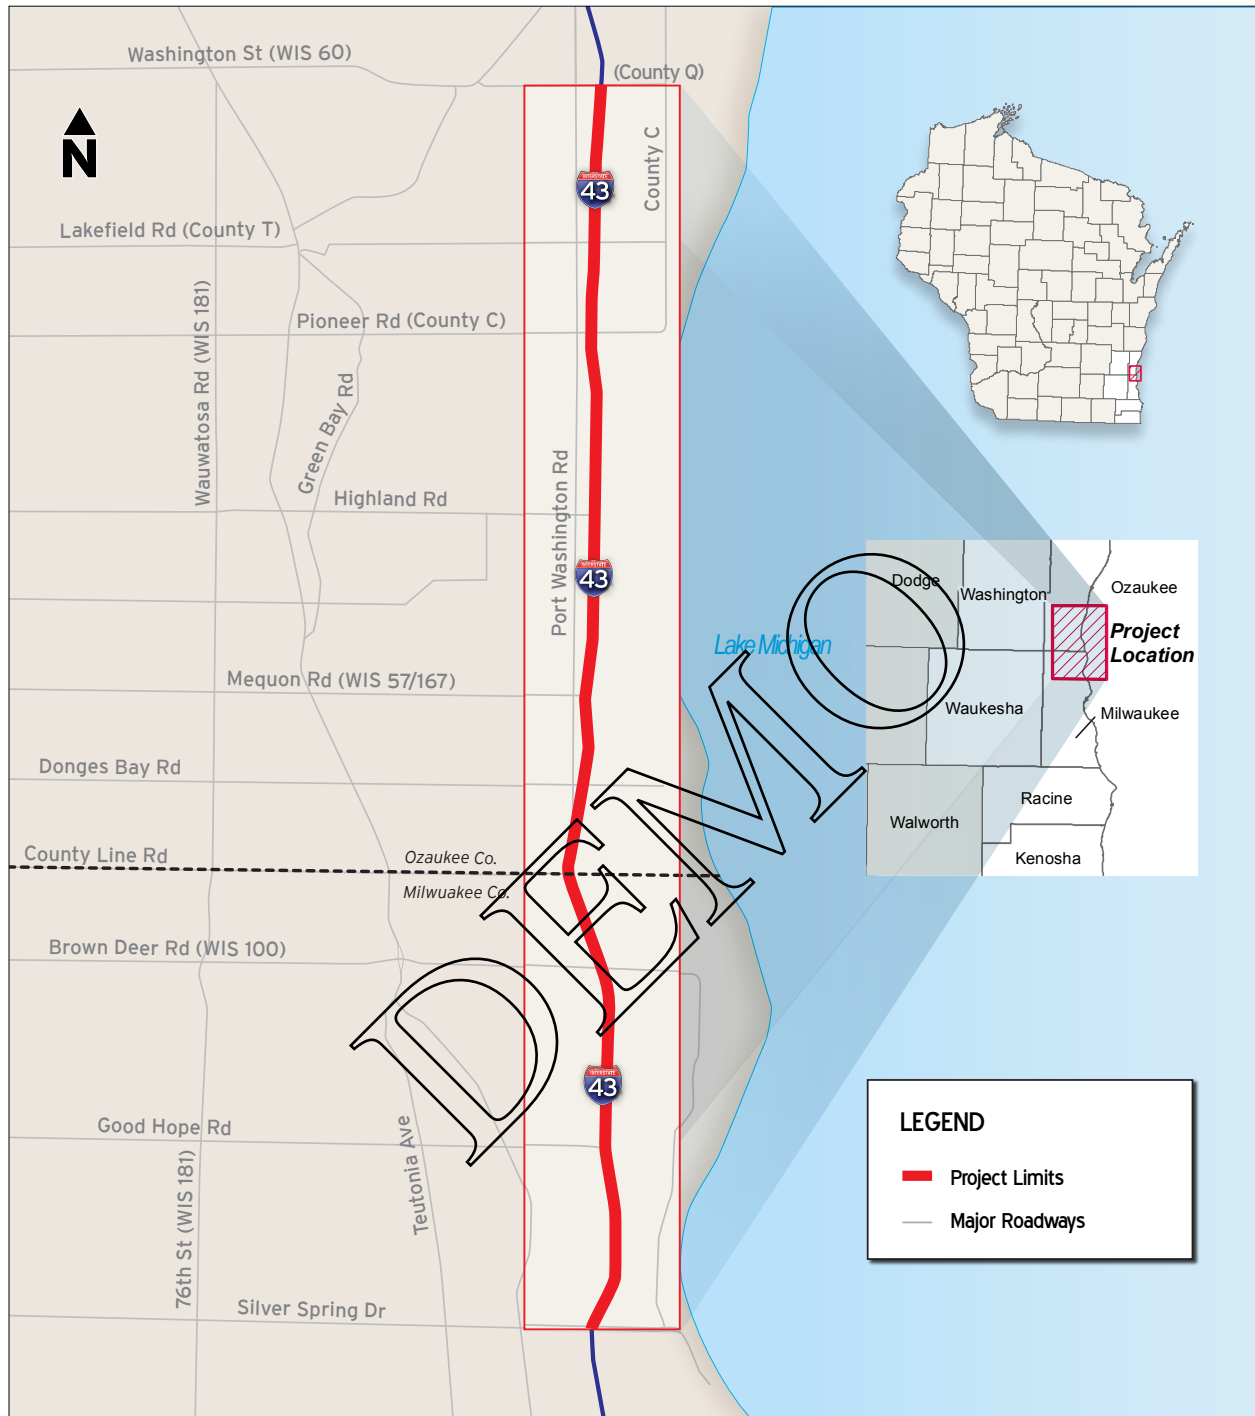 Washington St (WIS 60)
(County Q)
N
INTERSTATE
43
County C
Lakefield Rd (County T)
Wauwatosa Rd (WIS 181)
Pioneer Rd (County C)
Green Bay Rd
Highland Rd
Port Washington Rd
INTERSTATE
43
Dodge
Washington
Ozaukee
Project
Location
Lake Michigan
Mequon Rd (WIS 57/167)
Waukesha
Milwaukee
Donges Bay Rd
Racine
Walworth
Kenosha
County Line Rd
Ozaukee Co.
Milwuakee Co.
DEMO
Brown Deer Rd (WIS 100)
INTERSTATE
43
Good Hope Rd
Teutonia Ave
76th St (WIS 181)
Silver Spring Dr
LEGEND
Project Limits
Major Roadways